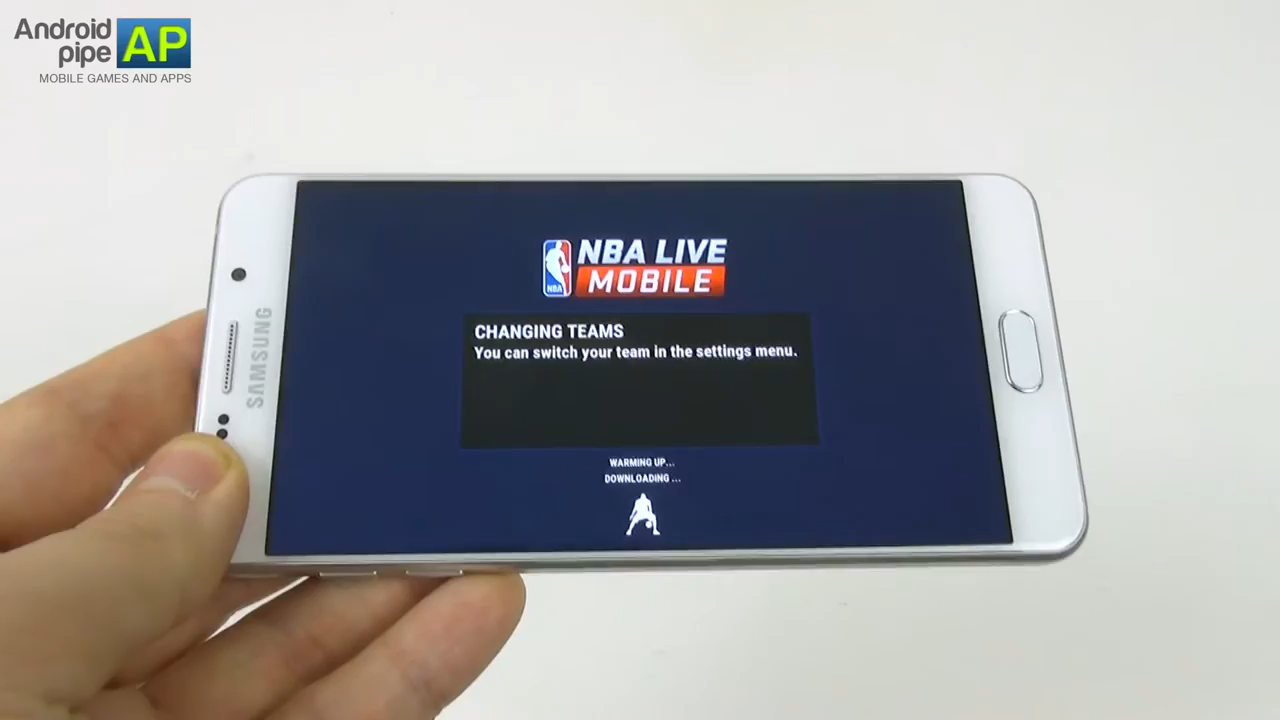 Android
pipe AP
MOBILE GAMES AND APPS
SAMSUNG
NBA LIVE
MOBILE
NBA
CHANGING TEAMS
You can switch your team in the settings menu.
WARMING UP...
DOWNLOADING ...